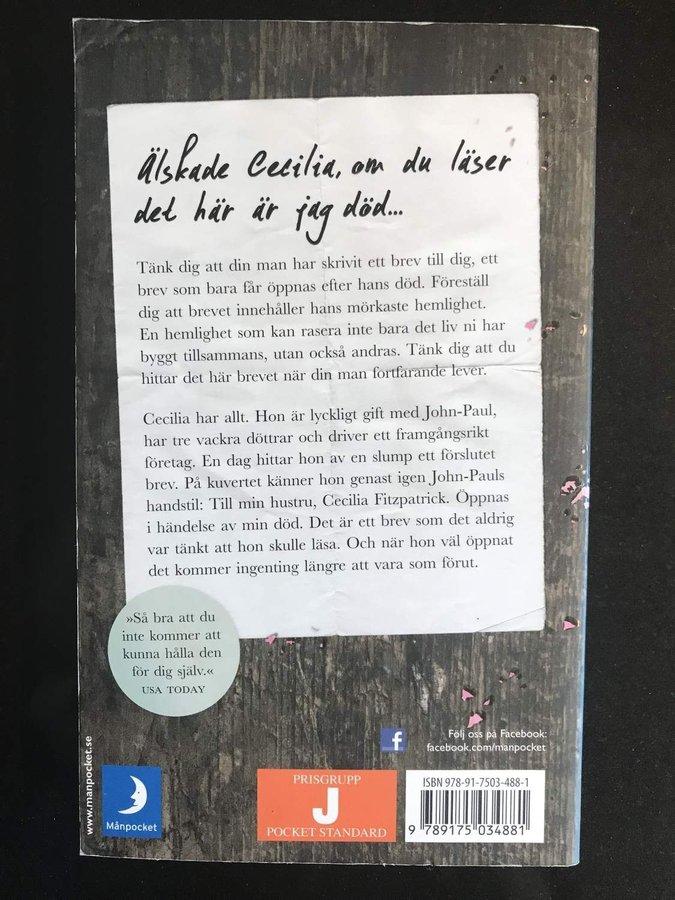 Älskade Cecilia, om du läser
det här är jag död...
Tänk dig att din man har skrivit ett brev till dig, ett
brev som bara får öppnas efter hans död. Föreställ
dig att brevet innehåller hans mörkaste hemlighet.
En hemlighet som kan rasera inte bara det liv ni har
byggt tillsammans, utan också andras. Tänk dig att du
hittar det här brevet när din man fortfarande lever.
Cecilia har allt. Hon är lyckligt gift med John-Paul,
har tre vackra döttrar och driver ett framgångsrikt
företag. En dag hittar hon av en slump ett förslutet
brev. På kuvertet känner hon genast igen John-Pauls
handstil: Till min hustru, Cecilia Fitzpatrick. Öppnas
i händelse av min död. Det är ett brev som det aldrig
var tänkt att hon skulle läsa. Och när hon väl öppnat
det kommer ingenting längre att vara som förut.
»Så bra att du
inte kommer att
kunna hålla den
för dig själv.«
USA TODAY
Följ oss på Facebook:
facebook.com/manpocket
f
www.manpocket.se
Månpocket
PRISGRUPP
J
POCKET STANDARD
ISBN 978-91-7503-488-1
9 789175 034881